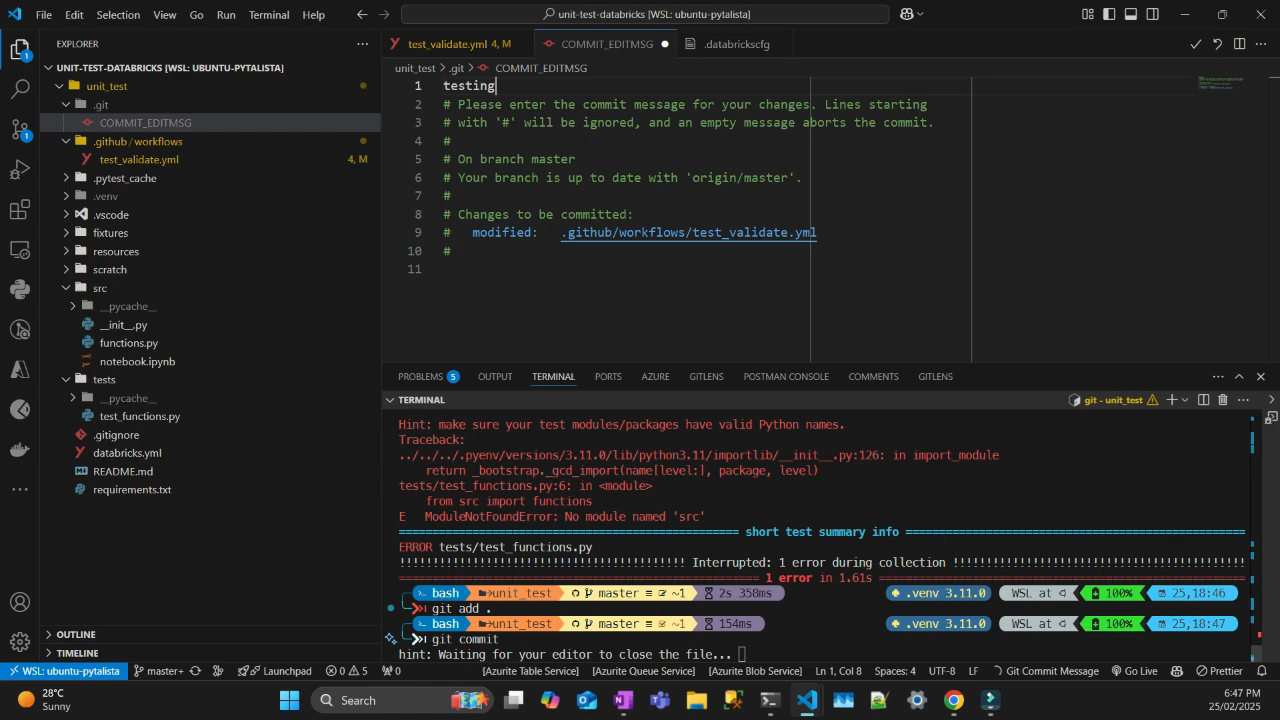 File Edit Selection View Go Run Terminal Help
unit-test-databricks [WSL: ubuntu-pytalista]
EXPLORER
UNIT-TEST-DATABRICKS [WSL: UBUNTU-PYTALISTA]
unit_test
.git
COMMIT_EDITMSG
.github / workflows
test_validate.yml 4, M
.pytest_cache
.venv
.vscode
fixtures
resources
scratch
src
__pycache__
__init__.py
functions.py
notebook.ipynb
tests
__pycache__
test_functions.py
.gitignore
databricks.yml
README.md
requirements.txt
OUTLINE
TIMELINE
test_validate.yml 4, M COMMIT_EDITMSG .databrickscfg
unit_test > .git > COMMIT_EDITMSG
1 testing
2 # Please enter the commit message for your changes. Lines starting
3 # with '#' will be ignored, and an empty message aborts the commit.
4 #
5 # On branch master
6 # Your branch is up to date with 'origin/master'.
7 #
8 # Changes to be committed:
9 # modified: .github/workflows/test_validate.yml
10 #
11
PROBLEMS 5 OUTPUT TERMINAL PORTS AZURE GITLENS POSTMAN CONSOLE COMMENTS GITLENS
TERMINAL git - unit_test
Hint: make sure your test modules/packages have valid Python names.
Traceback:
../../../.pyenv/versions/3.11.0/lib/python3.11/importlib/__init__.py:126: in import_module
return _bootstrap._gcd_import(name[level:], package, level)
tests/test_functions.py:6: in <module>
from src import functions
E ModuleNotFoundError: No module named 'src'
short test summary info
ERROR tests/test_functions.py
!!!!!!!!!!!!!!!!!!!!!!!!!!!!!!!!!!!!!!!! Interrupted: 1 error during collection !!!!!!!!!!!!!!!!!!!!!!!!!!!!!!!!!!!!!!!!
1 error in 1.61s
bash unit_test master ≡ ~1 2s 358ms .venv 3.11.0 WSL at 100% 25,18:46
git add .
bash unit_test master ≡ ~1 154ms .venv 3.11.0 WSL at 100% 25,18:47
git commit
hint: Waiting for your editor to close the file...
WSL: ubuntu-pytalista master+ Launchpad 0 5 0 [Azurite Table Service] [Azurite Queue Service] [Azurite Blob Service] Ln 1, Col 8 Spaces: 4 UTF-8 LF Git Commit Message Go Live Prettier
28°C
Sunny
Search
6:47 PM
25/02/2025
1
1